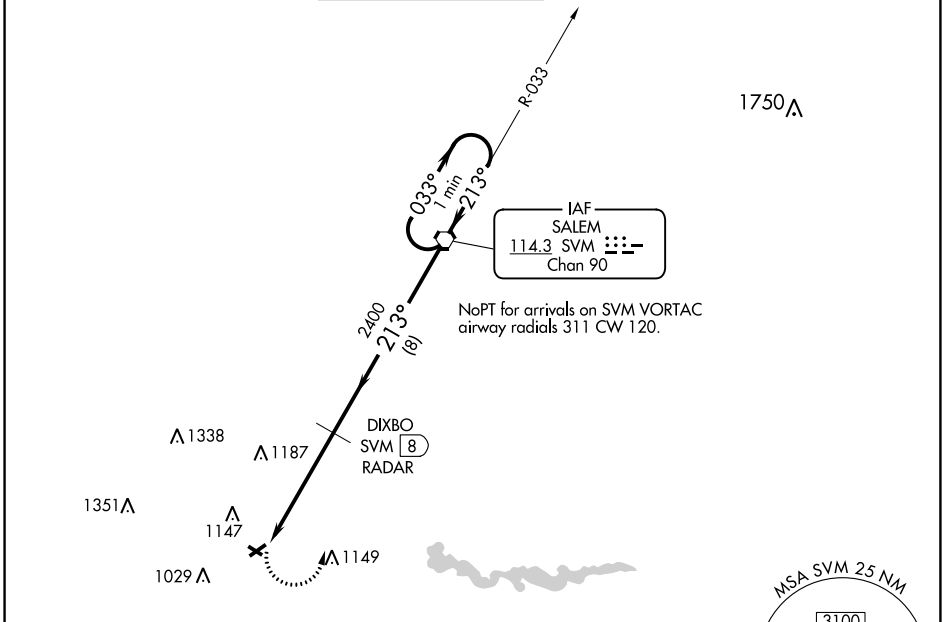 R-033
1750
033°
1 min
213°
IAF
SALEM
114.3 SVM
Chan 90
NoPT for arrivals on SVM VORTAC
airway radials 311 CW 120.
2400
213°
(8)
DIXBO
SVM 8
RADAR
1338
1187
1351
1147
1149
1029
MSA SVM 25 NM
3100